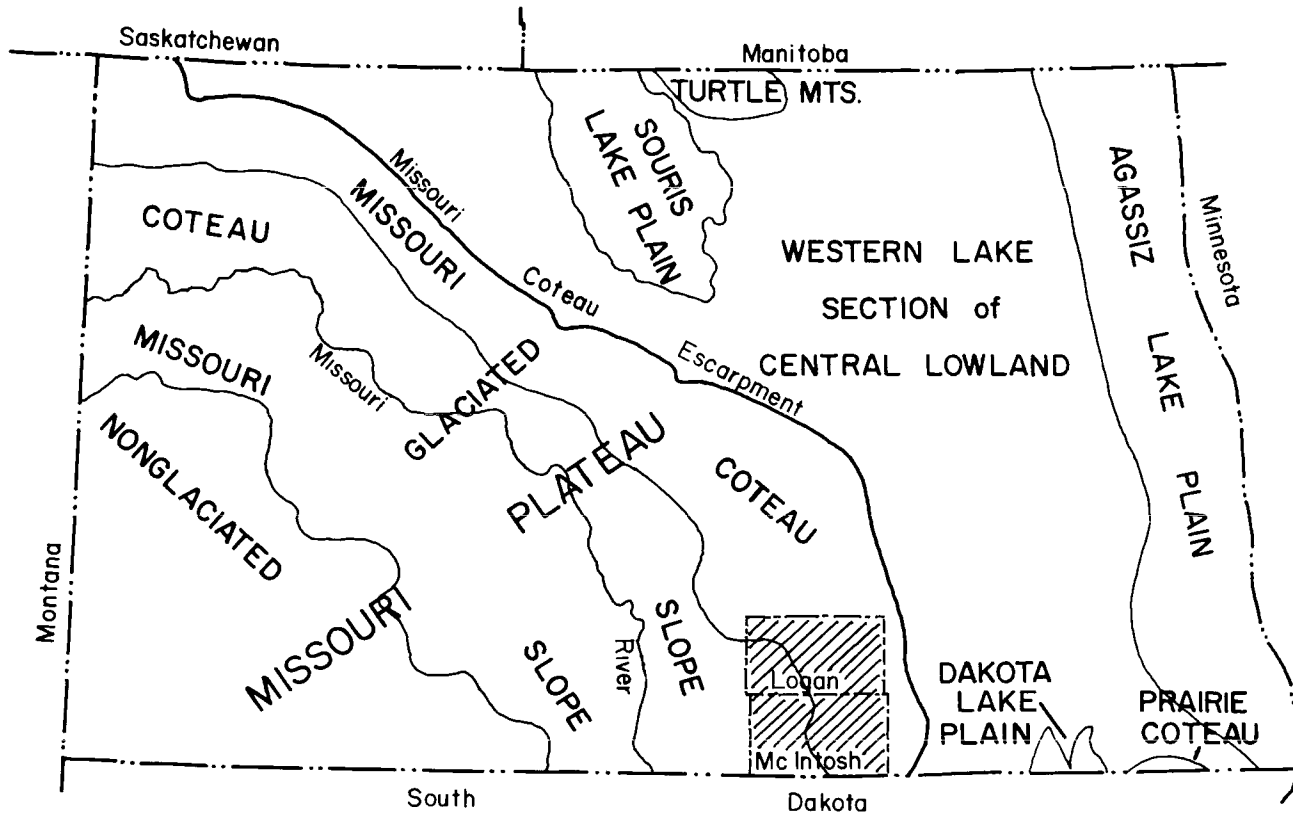 Saskatchewan
Manitoba
TURTLE MTS.
SOURIS
LAKE PLAIN
AGASSIZ
LAKE
PLAIN
Minnesota
Missouri
Coteau
Escarpment
MISSOURI
COTEAU
COTEAU
WESTERN LAKE
SECTION of
CENTRAL LOWLAND
MISSOURI
SLOPE
Missouri
River
GLACIATED
PLATEAU
SLOPE
NONGLACIATED
MISSOURI
Montana
Logan
Mc Intosh
DAKOTA
LAKE
PLAIN
PRAIRIE
COTEAU
South
Dakota